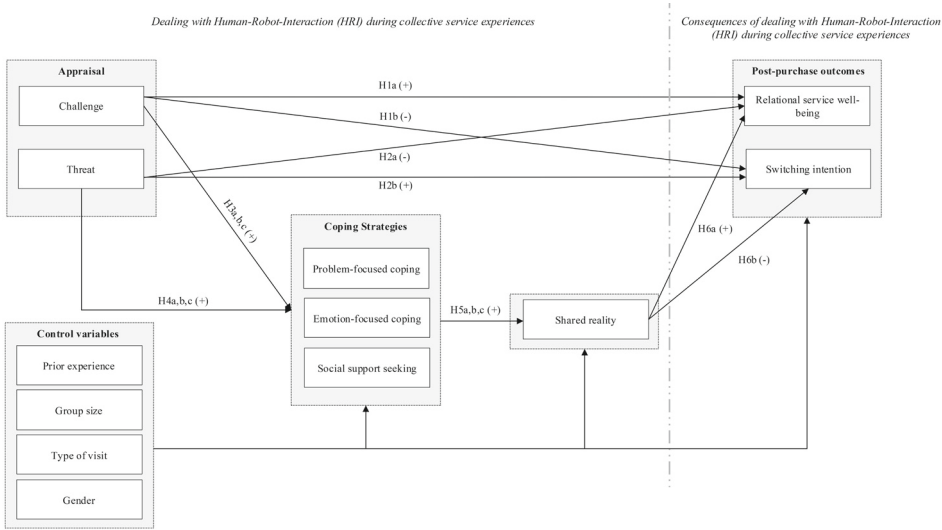 Dealing with Human-Robot-Interaction (HRI) during collective service experiences
Consequences of dealing with Human-Robot-Interaction
(HRI) during collective service experiences
Appraisal
Challenge
Threat
H1a (+)
H1b (-)
H2a (-)
H2b (+)
Post-purchase outcomes
Relational service well-
being
Switching intention
H3a,b,c (+)
H4a,b,c (+)
Coping Strategies
Problem-focused coping
Emotion-focused coping
Social support seeking
H5a,b,c (+)
Shared reality
H6a (+)
H6b (-)
Control variables
Prior experience
Group size
Type of visit
Gender